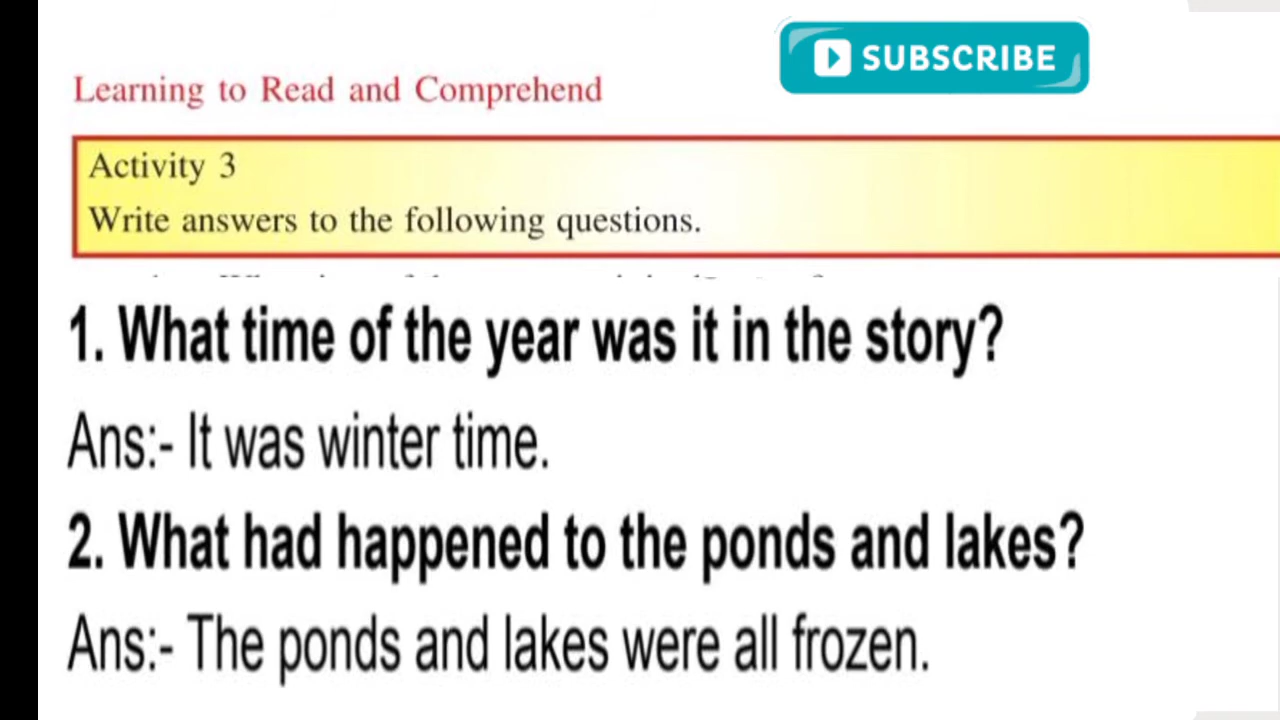 SUBSCRIBE
Learning to Read and Comprehend
Activity 3
Write answers to the following questions.
1. What time of the year was it in the story?
Ans:- It was winter time.
2. What had happened to the ponds and lakes?
Ans:- The ponds and lakes were all frozen.